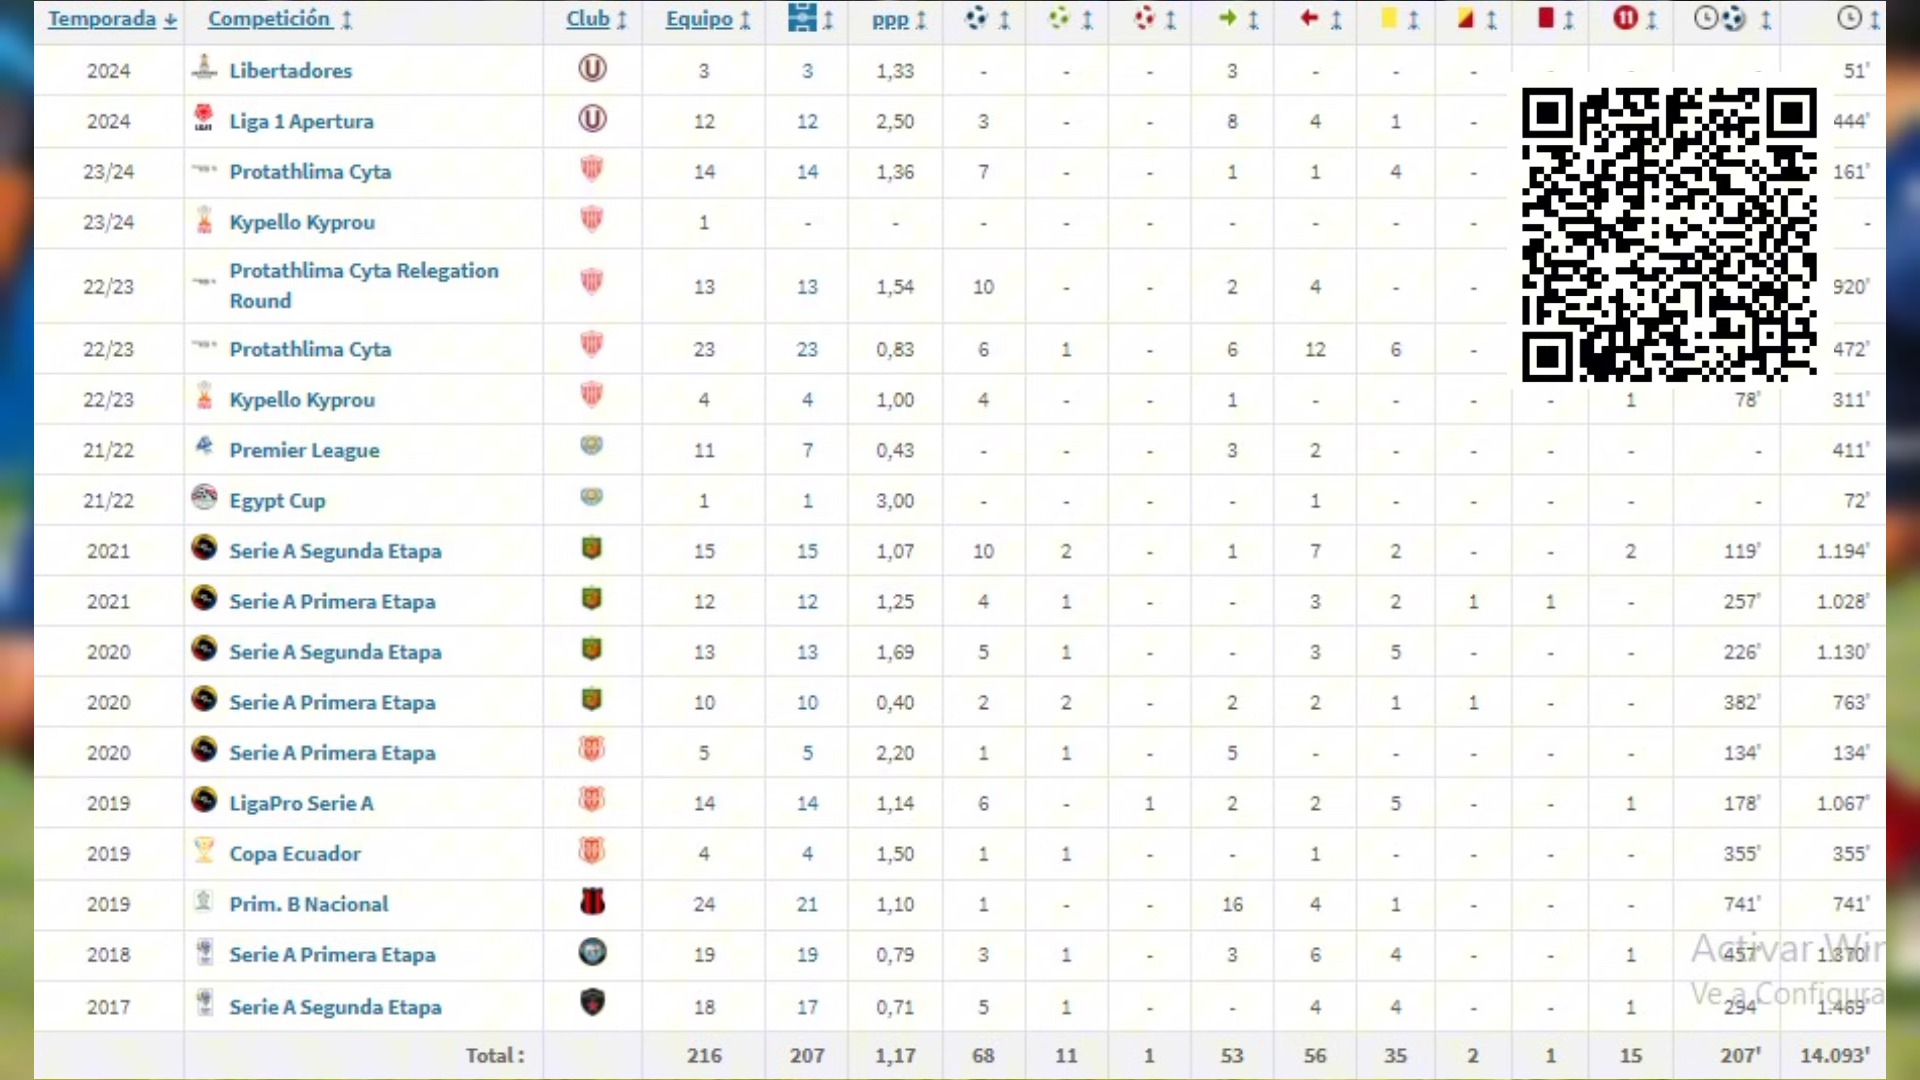 Temporada Competición Club Equipo ppp
2024 Libertadores 3 3 1,33 - - - 3 - - - - - - 51'
2024 Liga 1 Apertura 12 12 2,50 3 - - 8 4 1 - 444'
23/24 Protathlima Cyta 14 14 1,36 7 - - 1 1 4 - 161'
23/24 Kypello Kyprou 1 - - - - - - - - - -
22/23 Protathlima Cyta Relegation
Round 13 13 1,54 10 - - 2 4 - - 920'
22/23 Protathlima Cyta 23 23 0,83 6 1 - 6 12 6 - 472'
22/23 Kypello Kyprou 4 4 1,00 4 - - 1 - - - - 1 78' 311'
21/22 Premier League 11 7 0,43 - - - 3 2 - - - - - 411'
21/22 Egypt Cup 1 1 3,00 - - - - 1 - - - - - 72'
2021 Serie A Segunda Etapa 15 15 1,07 10 2 - 1 7 2 - - 2 119' 1.194'
2021 Serie A Primera Etapa 12 12 1,25 4 1 - - 3 2 1 1 - 257' 1.028'
2020 Serie A Segunda Etapa 13 13 1,69 5 1 - - 3 5 - - - 226' 1.130'
2020 Serie A Primera Etapa 10 10 0,40 2 2 - 2 2 1 1 - - 382' 763'
2020 Serie A Primera Etapa 5 5 2,20 1 1 - 5 - - - - - 134' 134'
2019 LigaPro Serie A 14 14 1,14 6 - 1 2 2 5 - - 1 178' 1.067'
2019 Copa Ecuador 4 4 1,50 1 1 - - 1 - - - - 355' 355'
2019 Prim. B Nacional 24 21 1,10 1 - - 16 4 1 - - - 741' 741'
2018 Serie A Primera Etapa 19 19 0,79 3 1 - 3 6 4 - - 1 457' 1.370'
2017 Serie A Segunda Etapa 18 17 0,71 5 1 - - 4 4 - - 1 294' 1.469'
Total : 216 207 1,17 68 11 1 53 56 35 2 1 15 207' 14.093'
Activar Win
Ve a Configura